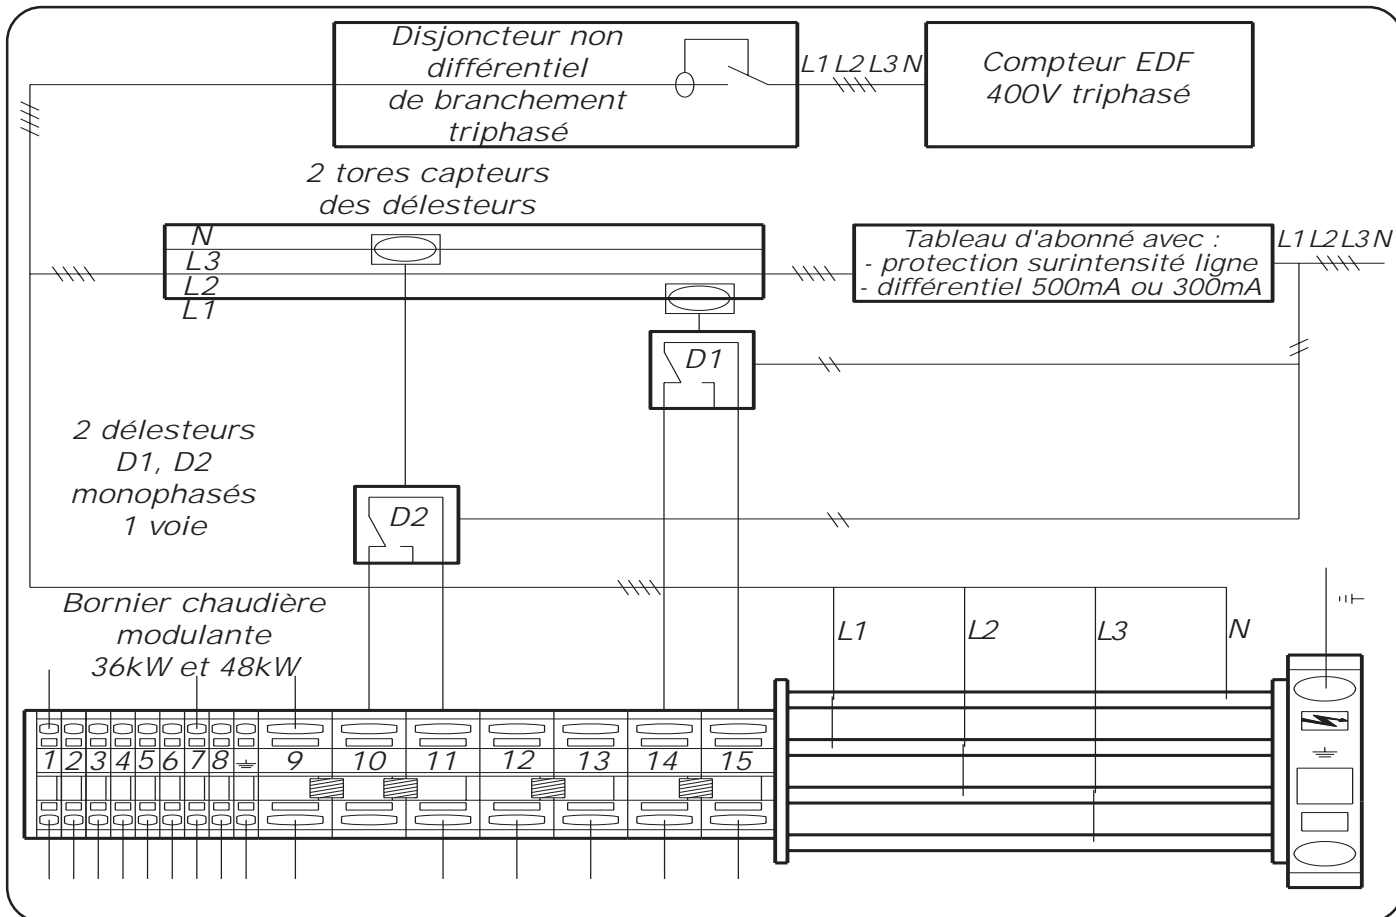 Disjoncteur non
différentiel
de branchement
triphasé
L1 L2 L3 N
Compteur EDF
400V triphasé
2 tores capteurs
des délesteurs
N
L3
L2
L1
Tableau d'abonné avec :
- protection surintensité ligne
- différentiel 500mA ou 300mA
L1 L2 L3 N
D1
2 délesteurs
D1, D2
monophasés
1 voie
D2
Bornier chaudière
modulante
36kW et 48kW
L1 L2 L3 N
1 2 3 4 5 6 7 8 9 10 11 12 13 14 15